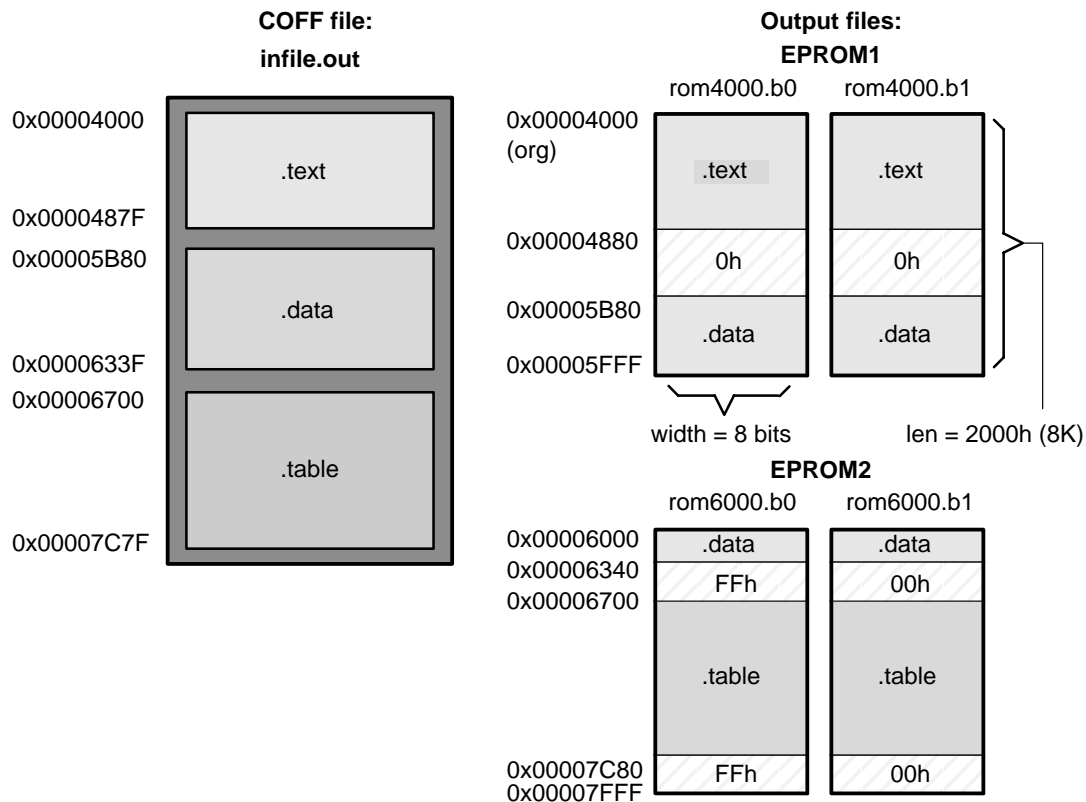 COFF file:
infile.out
0x00004000
.text
0x0000487F
0x00005B80
.data
0x0000633F
0x00006700
.table
0x00007C7F
Output files:
EPROM1
rom4000.b0 rom4000.b1
0x00004000
(org)
.text .text
0x00004880
0h 0h
0x00005B80
.data .data
0x00005FFF
width = 8 bits len = 2000h (8K)
EPROM2
rom6000.b0 rom6000.b1
0x00006000 .data .data
0x00006340
FFh 00h
0x00006700
.table .table
0x00007C80
FFh 00h
0x00007FFF